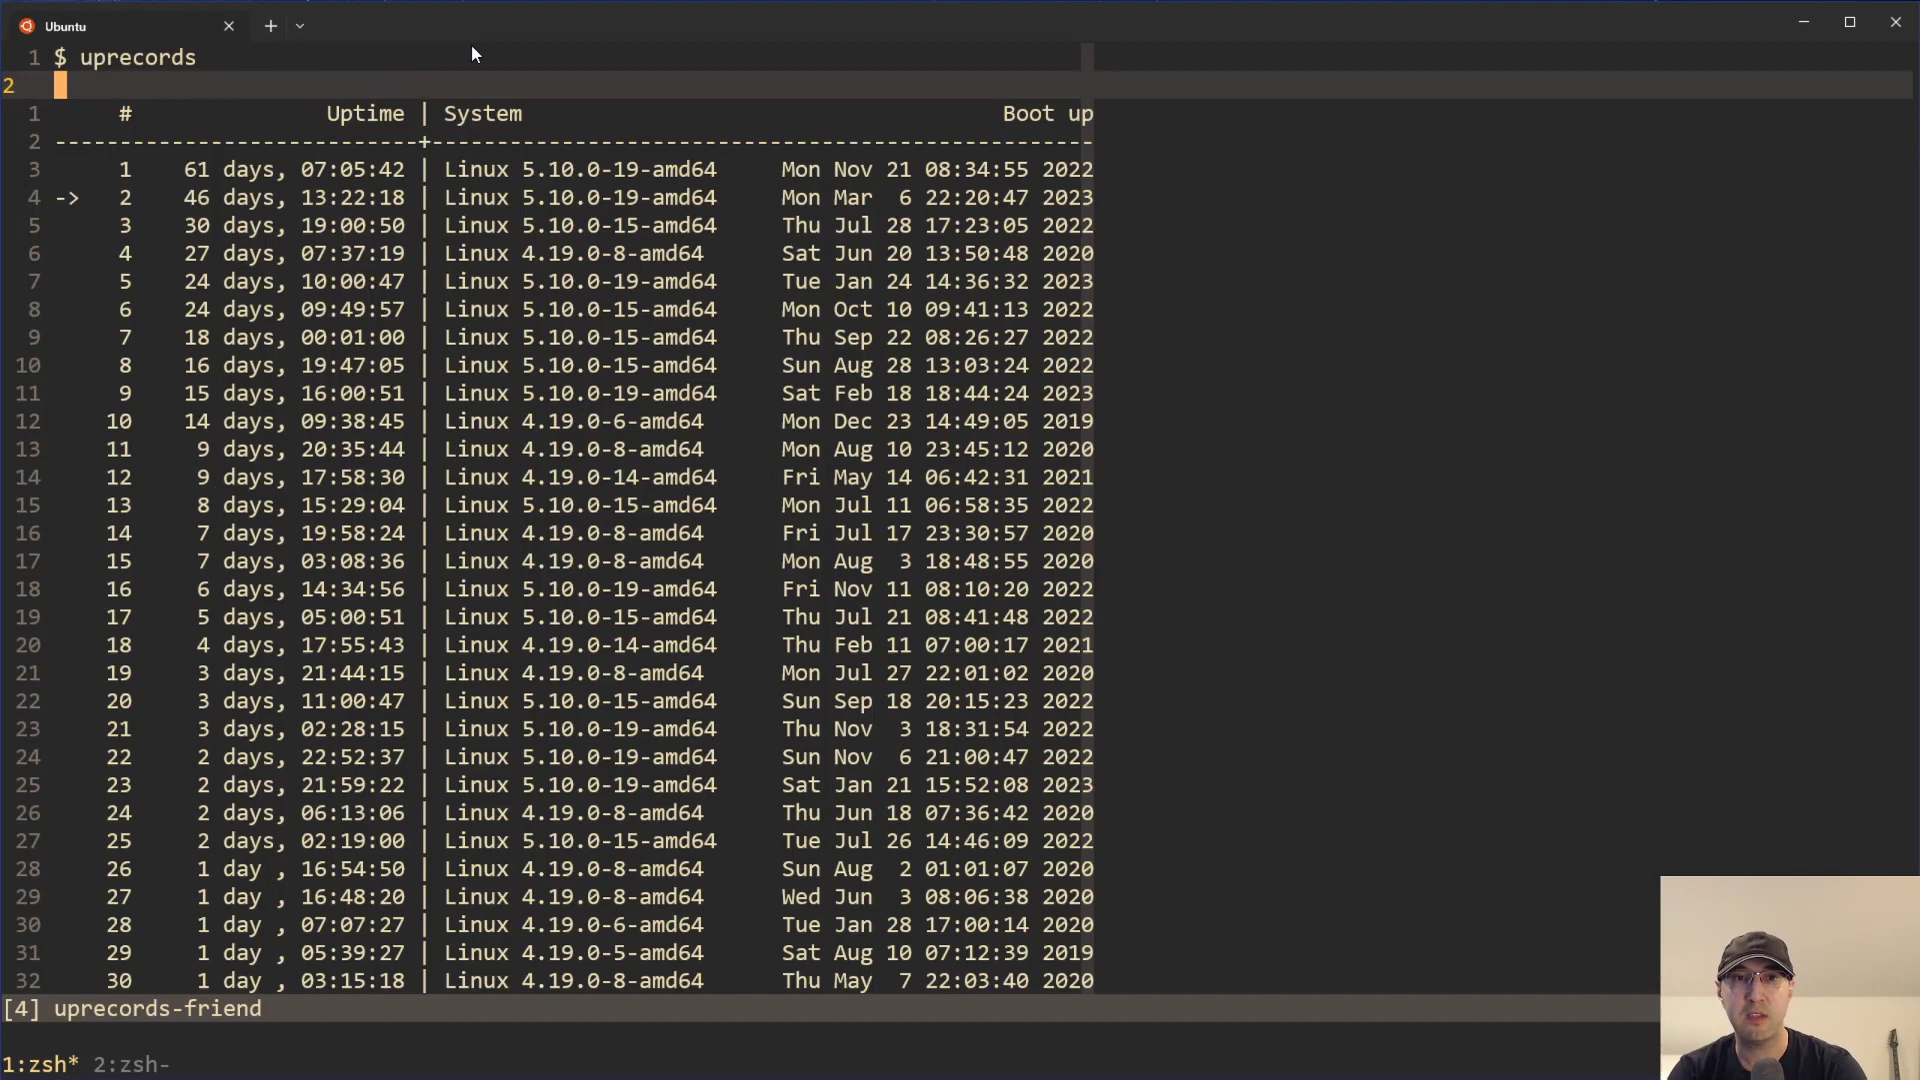 Ubuntu
1 $ uprecords
2
1 # Uptime | System Boot up
2 ----------------------------+---------------------------------------------------
3 1 61 days, 07:05:42 | Linux 5.10.0-19-amd64 Mon Nov 21 08:34:55 2022
4 -> 2 46 days, 13:22:18 | Linux 5.10.0-19-amd64 Mon Mar 6 22:20:47 2023
5 3 30 days, 19:00:50 | Linux 5.10.0-15-amd64 Thu Jul 28 17:23:05 2022
6 4 27 days, 07:37:19 | Linux 4.19.0-8-amd64 Sat Jun 20 13:50:48 2020
7 5 24 days, 10:00:47 | Linux 5.10.0-19-amd64 Tue Jan 24 14:36:32 2023
8 6 24 days, 09:49:57 | Linux 5.10.0-15-amd64 Mon Oct 10 09:41:13 2022
9 7 18 days, 00:01:00 | Linux 5.10.0-15-amd64 Thu Sep 22 08:26:27 2022
10 8 16 days, 19:47:05 | Linux 5.10.0-15-amd64 Sun Aug 28 13:03:24 2022
11 9 15 days, 16:00:51 | Linux 5.10.0-19-amd64 Sat Feb 18 18:44:24 2023
12 10 14 days, 09:38:45 | Linux 4.19.0-6-amd64 Mon Dec 23 14:49:05 2019
13 11 9 days, 20:35:44 | Linux 4.19.0-8-amd64 Mon Aug 10 23:45:12 2020
14 12 9 days, 17:58:30 | Linux 4.19.0-14-amd64 Fri May 14 06:42:31 2021
15 13 8 days, 15:29:04 | Linux 5.10.0-15-amd64 Mon Jul 11 06:58:35 2022
16 14 7 days, 19:58:24 | Linux 4.19.0-8-amd64 Fri Jul 17 23:30:57 2020
17 15 7 days, 03:08:36 | Linux 4.19.0-8-amd64 Mon Aug 3 18:48:55 2020
18 16 6 days, 14:34:56 | Linux 5.10.0-19-amd64 Fri Nov 11 08:10:20 2022
19 17 5 days, 05:00:51 | Linux 5.10.0-15-amd64 Thu Jul 21 08:41:48 2022
20 18 4 days, 17:55:43 | Linux 4.19.0-14-amd64 Thu Feb 11 07:00:17 2021
21 19 3 days, 21:44:15 | Linux 4.19.0-8-amd64 Mon Jul 27 22:01:02 2020
22 20 3 days, 11:00:47 | Linux 5.10.0-15-amd64 Sun Sep 18 20:15:23 2022
23 21 3 days, 02:28:15 | Linux 5.10.0-19-amd64 Thu Nov 3 18:31:54 2022
24 22 2 days, 22:52:37 | Linux 5.10.0-19-amd64 Sun Nov 6 21:00:47 2022
25 23 2 days, 21:59:22 | Linux 5.10.0-19-amd64 Sat Jan 21 15:52:08 2023
26 24 2 days, 06:13:06 | Linux 4.19.0-8-amd64 Thu Jun 18 07:36:42 2020
27 25 2 days, 02:19:00 | Linux 5.10.0-15-amd64 Tue Jul 26 14:46:09 2022
28 26 1 day , 16:54:50 | Linux 4.19.0-8-amd64 Sun Aug 2 01:01:07 2020
29 27 1 day , 16:48:20 | Linux 4.19.0-8-amd64 Wed Jun 3 08:06:38 2020
30 28 1 day , 07:07:27 | Linux 4.19.0-6-amd64 Tue Jan 28 17:00:14 2020
31 29 1 day , 05:39:27 | Linux 4.19.0-5-amd64 Sat Aug 10 07:12:39 2019
32 30 1 day , 03:15:18 | Linux 4.19.0-8-amd64 Thu May 7 22:03:40 2020
[4] uprecords-friend
1:zsh* 2:zsh-